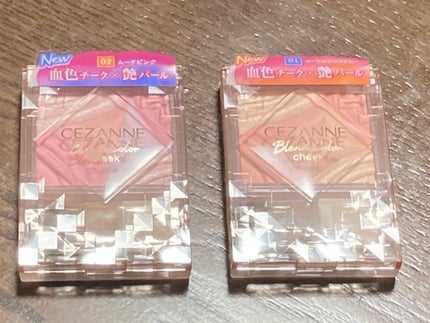 New
02 ムードピンク
血色チーク×艶パール
CEZANNE
Blend Color
cheek
New
01
血色チーク×艶パール
CEZANNE
Blend Color
cheek